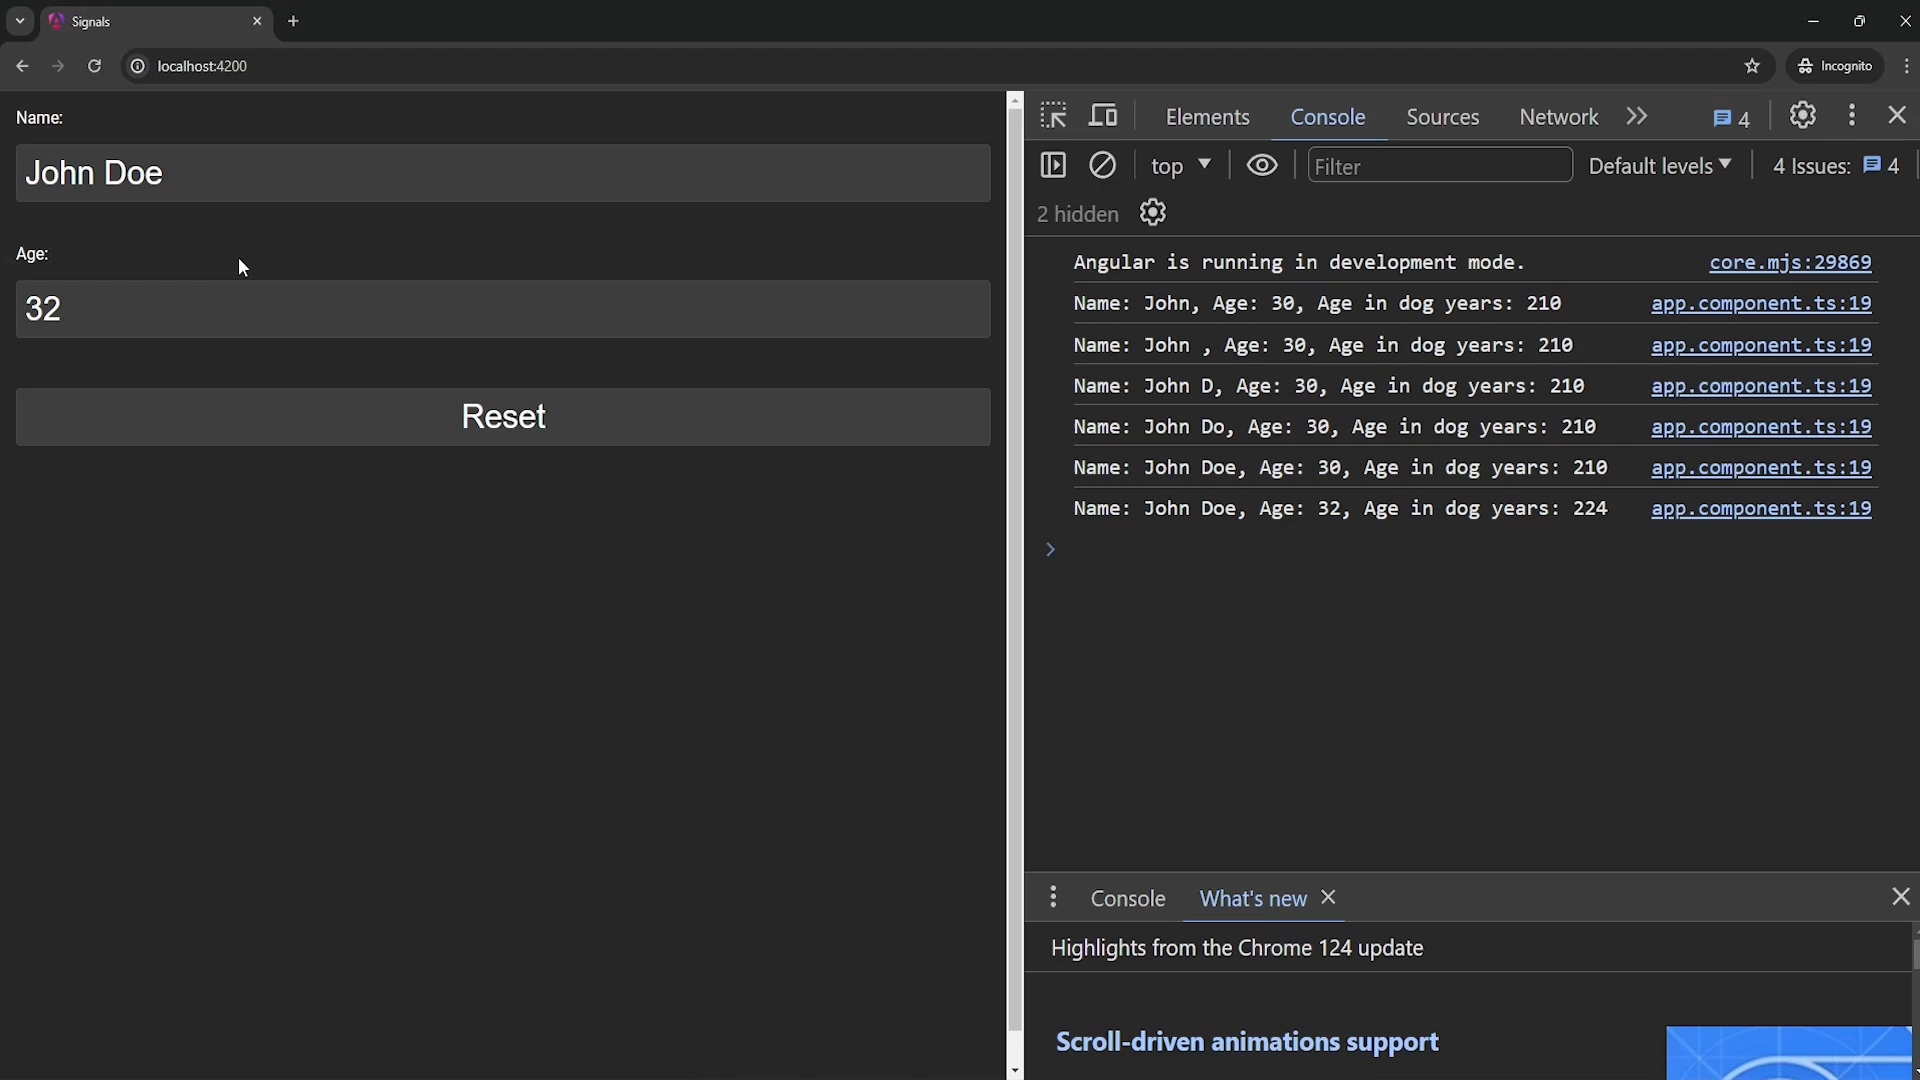 Signals
localhost:4200
Incognito
Name:
John Doe
Age:
32
Reset
Elements
Console
Sources
Network
4
top
Filter
Default levels
4 Issues:
4
2 hidden
Angular is running in development mode. core.mjs:29869
Name: John, Age: 30, Age in dog years: 210 app.component.ts:19
Name: John , Age: 30, Age in dog years: 210 app.component.ts:19
Name: John D, Age: 30, Age in dog years: 210 app.component.ts:19
Name: John Do, Age: 30, Age in dog years: 210 app.component.ts:19
Name: John Doe, Age: 30, Age in dog years: 210 app.component.ts:19
Name: John Doe, Age: 32, Age in dog years: 224 app.component.ts:19
Console
What's new
Highlights from the Chrome 124 update
Scroll-driven animations support